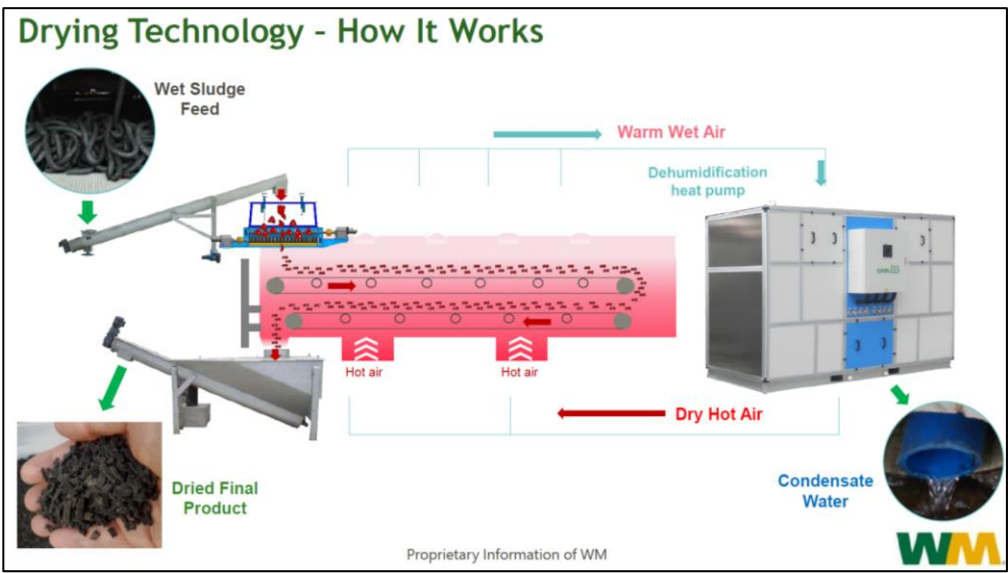 Drying Technology - How It Works
Wet Sludge
Feed
Warm Wet Air
Dehumidification
heat pump
Hot air
Hot air
Dry Hot Air
Dried Final
Product
Condensate
Water
Proprietary Information of WM
WM